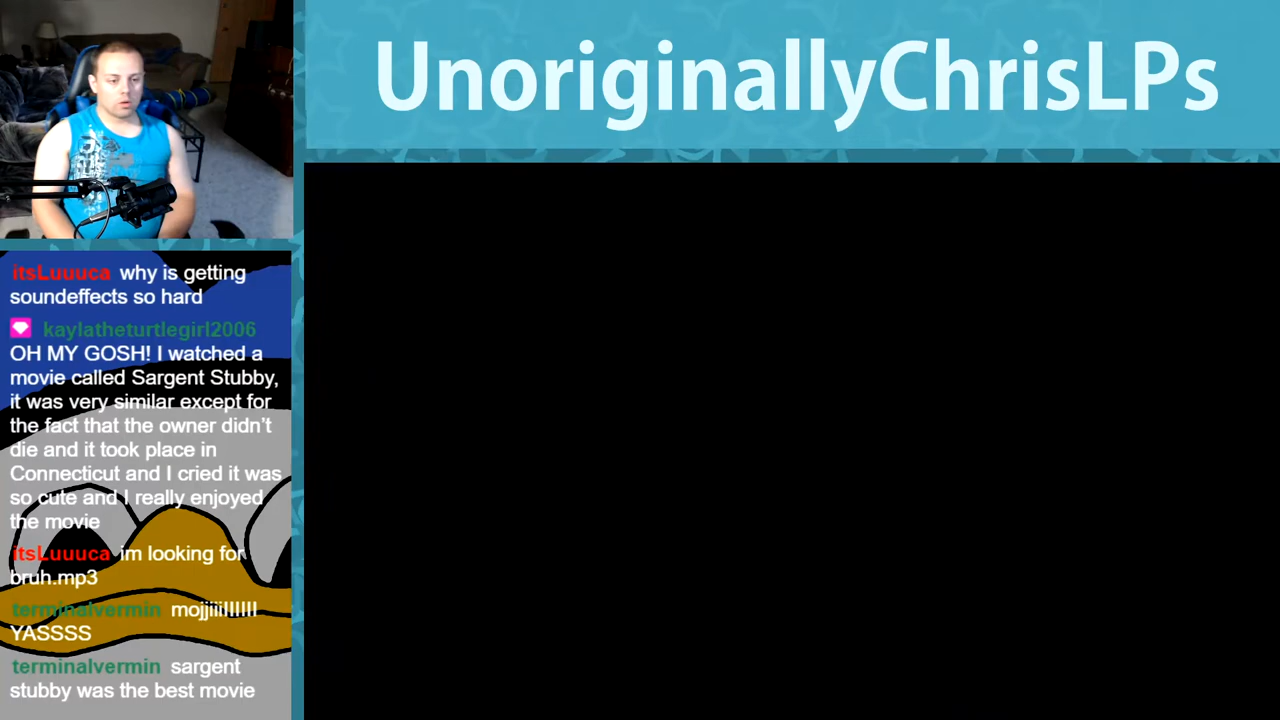 UnoriginallyChrisLPs
itsLuuuca why is getting
soundeffects so hard
kaylatheturtlegirl2006
OH MY GOSH! I watched a
movie called Sargent Stubby,
it was very similar except for
the fact that the owner didn't
die and it took place in
Connecticut and I cried it was
so cute and I really enjoyed
the movie
itsLuuuca im looking for
bruh.mp3
terminalvermin mojjiiiIIIIII
YASSSS
terminalvermin sargent
stubby was the best movie